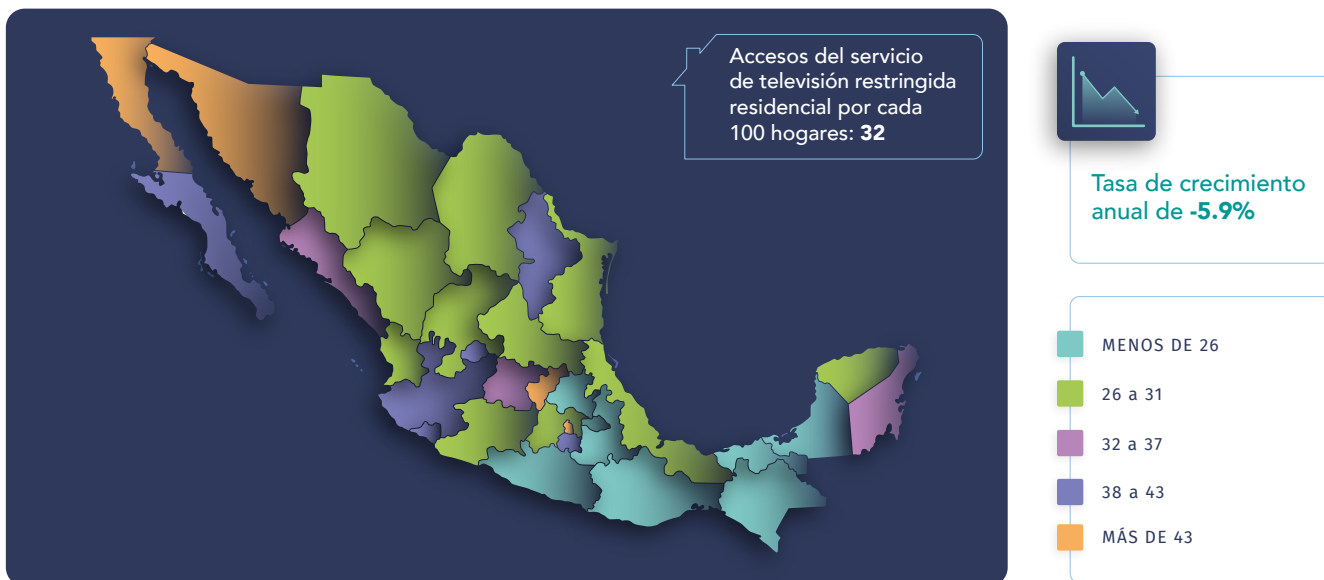 Accesos del servicio
de televisión restringida
residencial por cada
100 hogares: 32
Tasa de crecimiento
anual de -5.9%
MENOS DE 26
26 a 31
32 a 37
38 a 43
MÁS DE 43